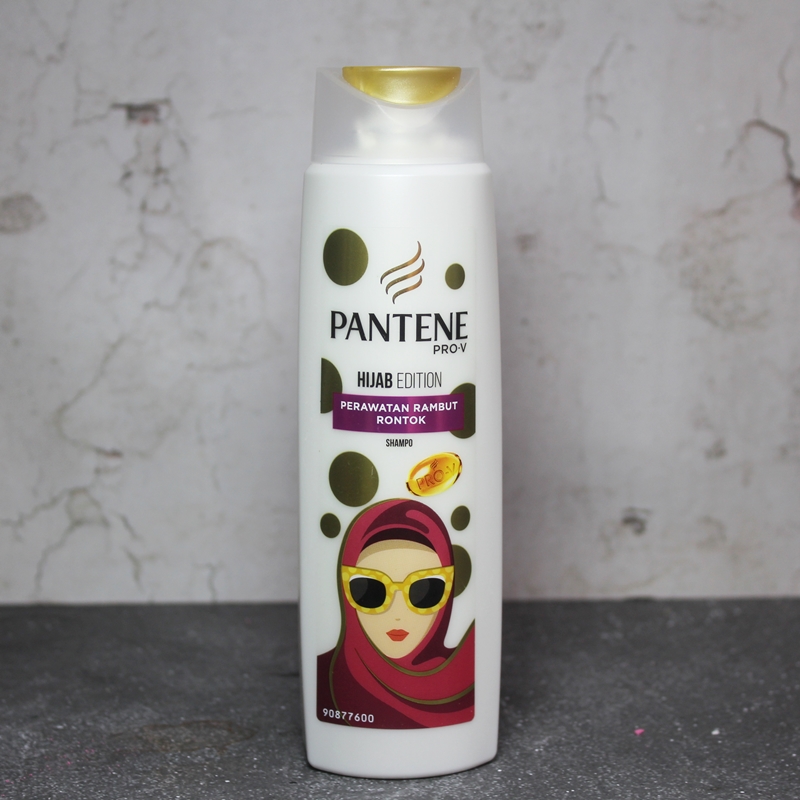 PANTENE
PRO-V
HIJAB EDITION
PERAWATAN RAMBUT
RONTOK
SHAMPO
PRO-V
90877600